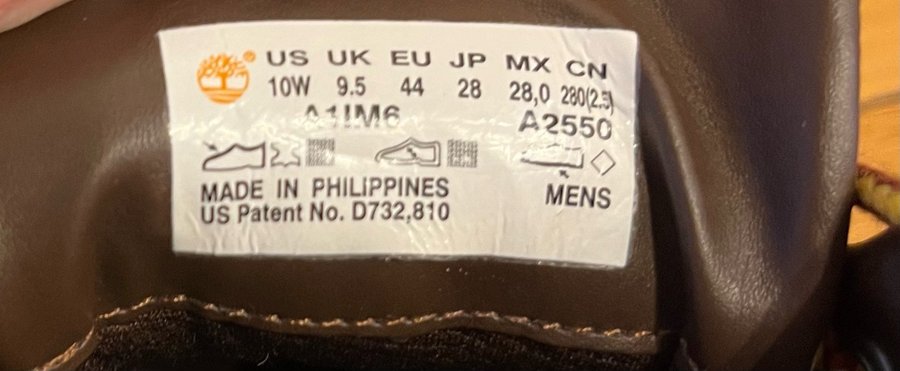 US UK EU JP MX CN
10W 9.5 44 28 28,0 280(2.5)
A1IM6 A2550
MADE IN PHILIPPINES MENS
US Patent No. D732,810